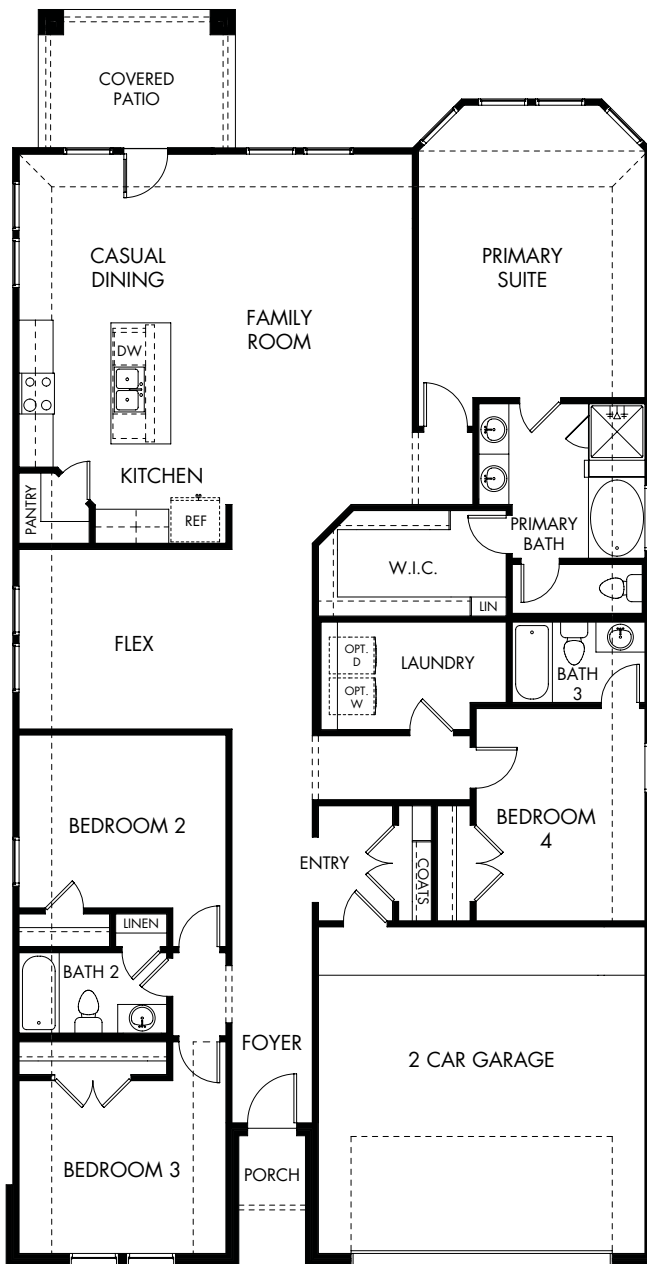 COVERED
PATIO
CASUAL
DINING
PRIMARY
SUITE
FAMILY
ROOM
DW
KITCHEN
PANTRY
REF
PRIMARY
BATH
W.I.C.
LIN
FLEX
OPT.
D
LAUNDRY
OPT.
W
BATH
3
BEDROOM 2
BEDROOM
4
ENTRY
COATS
LINEN
BATH 2
FOYER
2 CAR GARAGE
BEDROOM 3
PORCH